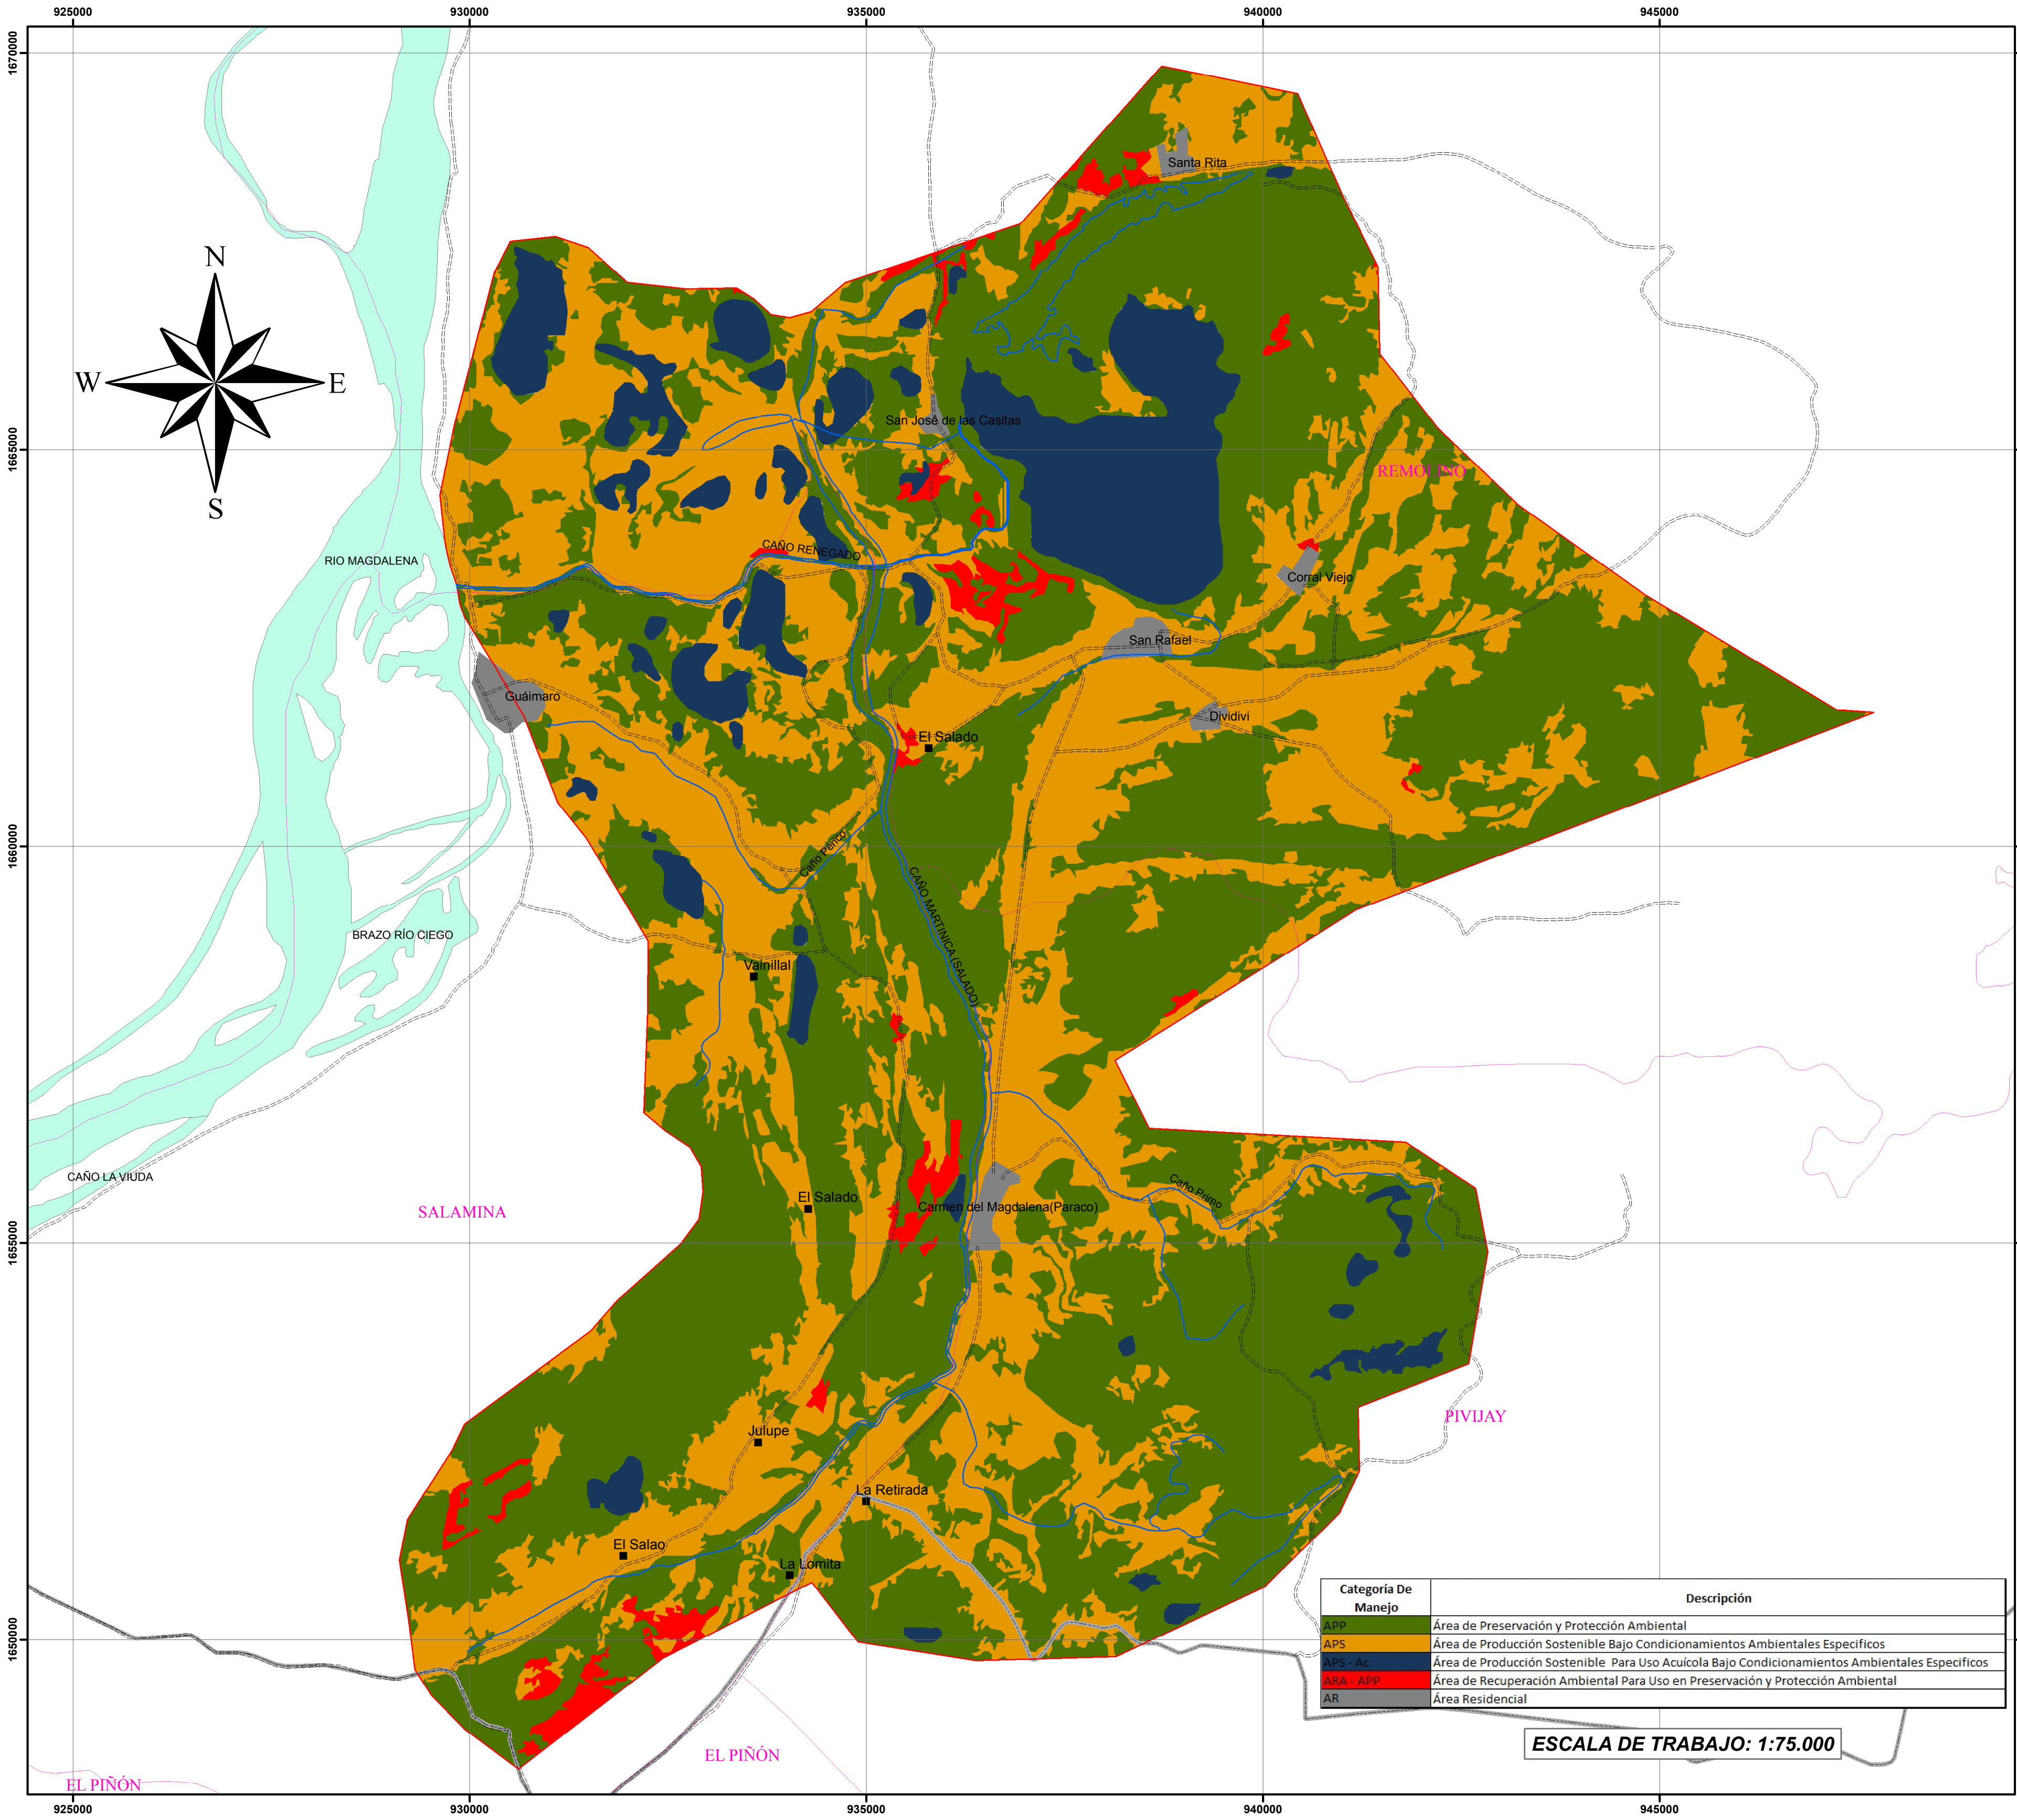 925000
930000
935000
940000
945000
1670000
Santa Rita
N
W
E
S
San José de las Casitas
1665000
REMOLINO
CAÑO RENEGADO
RIO MAGDALENA
Corral Viejo
San Rafael
Guáimaro
Dividivi
El Salado
1660000
Caño Perico
CAÑO MARTINICA (SALADO)
BRAZO RÍO CIEGO
Vainillal
CAÑO LA VIUDA
Caño Primo
El Salado
SALAMINA
Carmen del Magdalena(Paraco)
1655000
PIVIJAY
Julupe
La Retirada
El Salao
La Lomita
1650000
Categoría De
Manejo
Descripción
APP Área de Preservación y Protección Ambiental
APS Área de Producción Sostenible Bajo Condicionamientos Ambientales Especificos
APS - Ac Área de Producción Sostenible Para Uso Acuícola Bajo Condicionamientos Ambientales Especificos
ARA - APP Área de Recuperación Ambiental Para Uso en Preservación y Protección Ambiental
AR Área Residencial
ESCALA DE TRABAJO: 1:75.000
EL PIÑÓN
EL PIÑÓN
925000
930000
935000
940000
945000